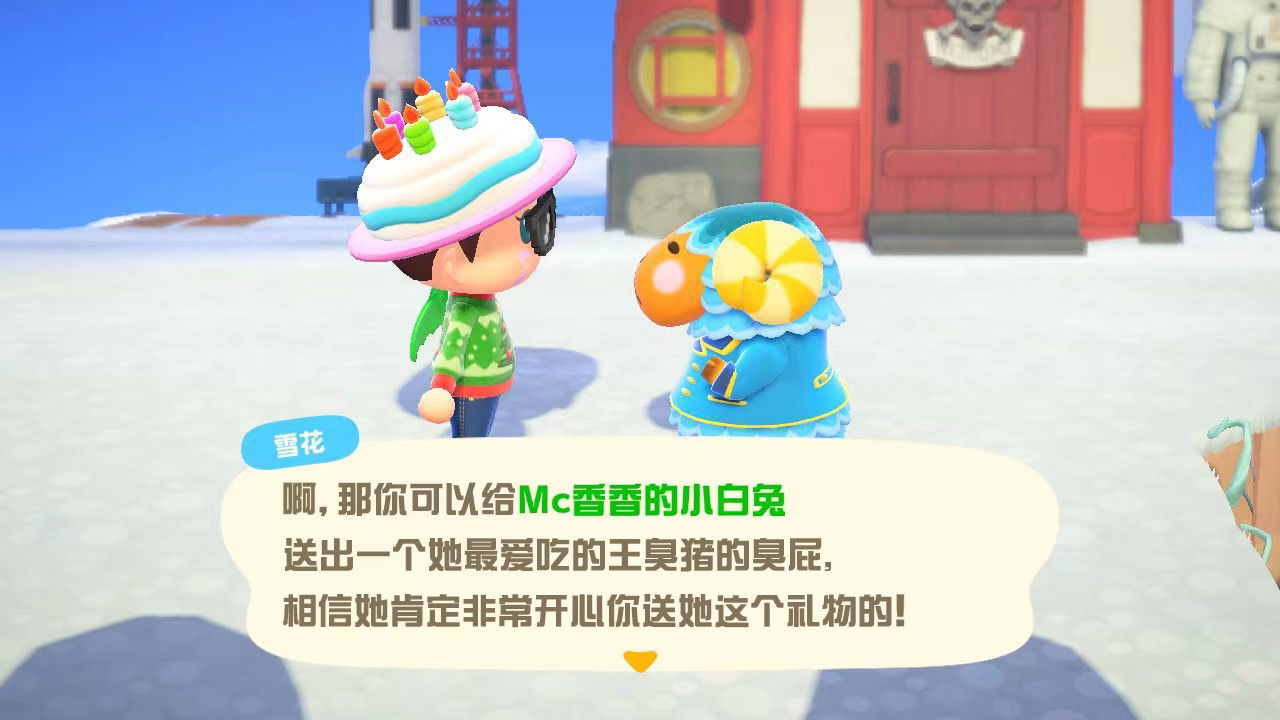 雪花
啊,那你可以给Mc香香的小白兔
送出一个她最爱吃的王臭猪的臭屁,
相信她肯定非常开心你送她这个礼物的!